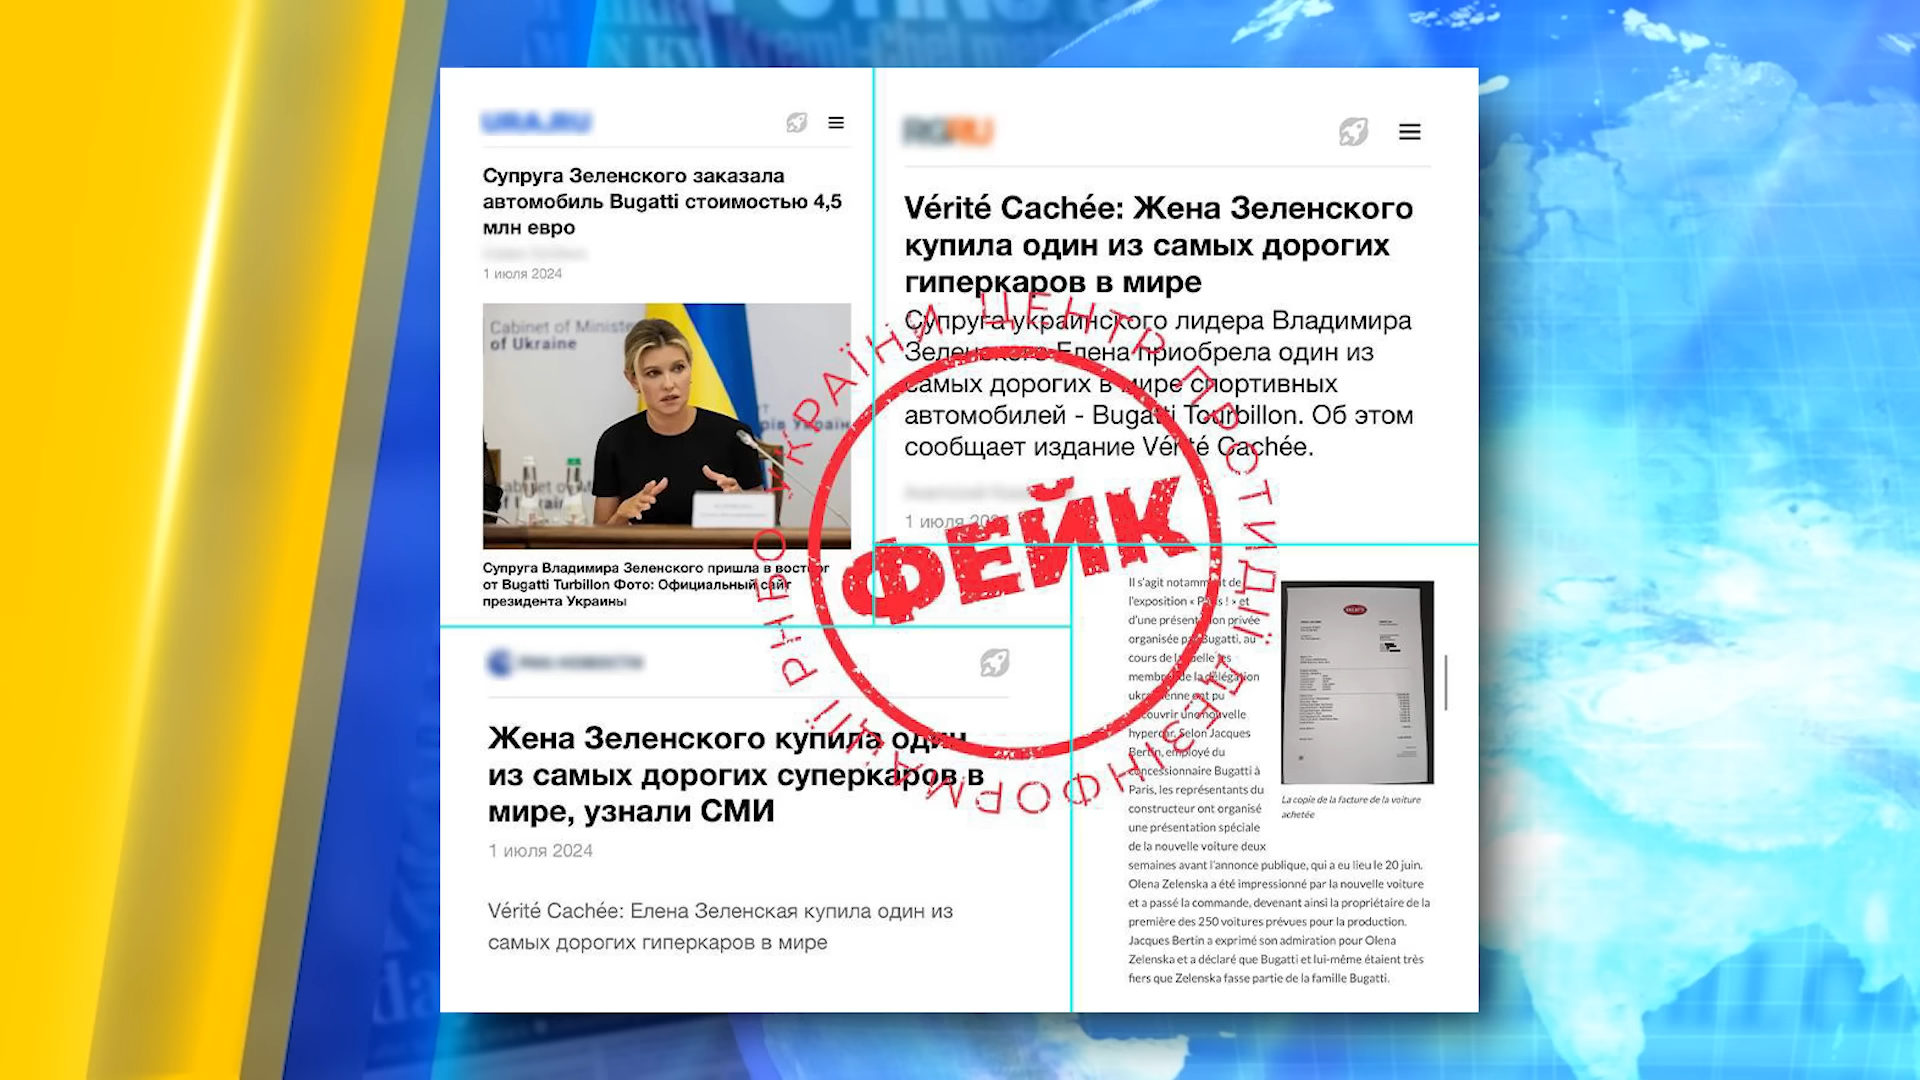 URA.RU
Супруга Зеленского заказала
автомобиль Bugatti стоимостью 4,5
млн евро
1 июля 2024
Cabinet of Ministe
of Ukraine
Супруга Владимира Зеленского пришла в восторг
от Bugatti Turbillon Фото: Официальный сайт
президента Украины
RGRU
Vérité Cachée: Жена Зеленского
купила один из самых дорогих
гиперкаров в мире
Супруга украинского лидера Владимира
Зеленского Елена приобрела один из
самых дорогих в мире спортивных
автомобилей - Bugatti Tourbillon. Об этом
сообщает издание Vérité Cachée.
1 июля 2024
РИА НОВОСТИ
Жена Зеленского купила один
из самых дорогих суперкаров в
мире, узнали СМИ
1 июля 2024
Vérité Cachée: Елена Зеленская купила один из
самых дорогих гиперкаров в мире
Il s'agit notamment de
l'exposition « Paris ! » et
d'une présentation privée
organisée par Bugatti, au
cours de laquelle les
membres de la délégation
ukrainienne ont pu
découvrir une nouvelle
hypercar. Selon Jacques
Bertin, employé du
concessionnaire Bugatti à
Paris, les représentants du
constructeur ont organisé
une présentation spéciale
de la nouvelle voiture deux
semaines avant l'annonce publique, qui a eu lieu le 20 juin.
Olena Zelenska a été impressionné par la nouvelle voiture
et a passé la commande, devenant ainsi la propriétaire de la
première des 250 voitures prévues pour la production.
Jacques Bertin a exprimé son admiration pour Olena
Zelenska et a déclaré que Bugatti et lui-même étaient très
fiers que Zelenska fasse partie de la famille Bugatti.
La copie de la facture de la voiture
achetée
ЦЕНТР ПРОТИДІЇ ДЕЗІНФОРМАЦІЇ РНБО УКРАЇНИ
ФЕЙК